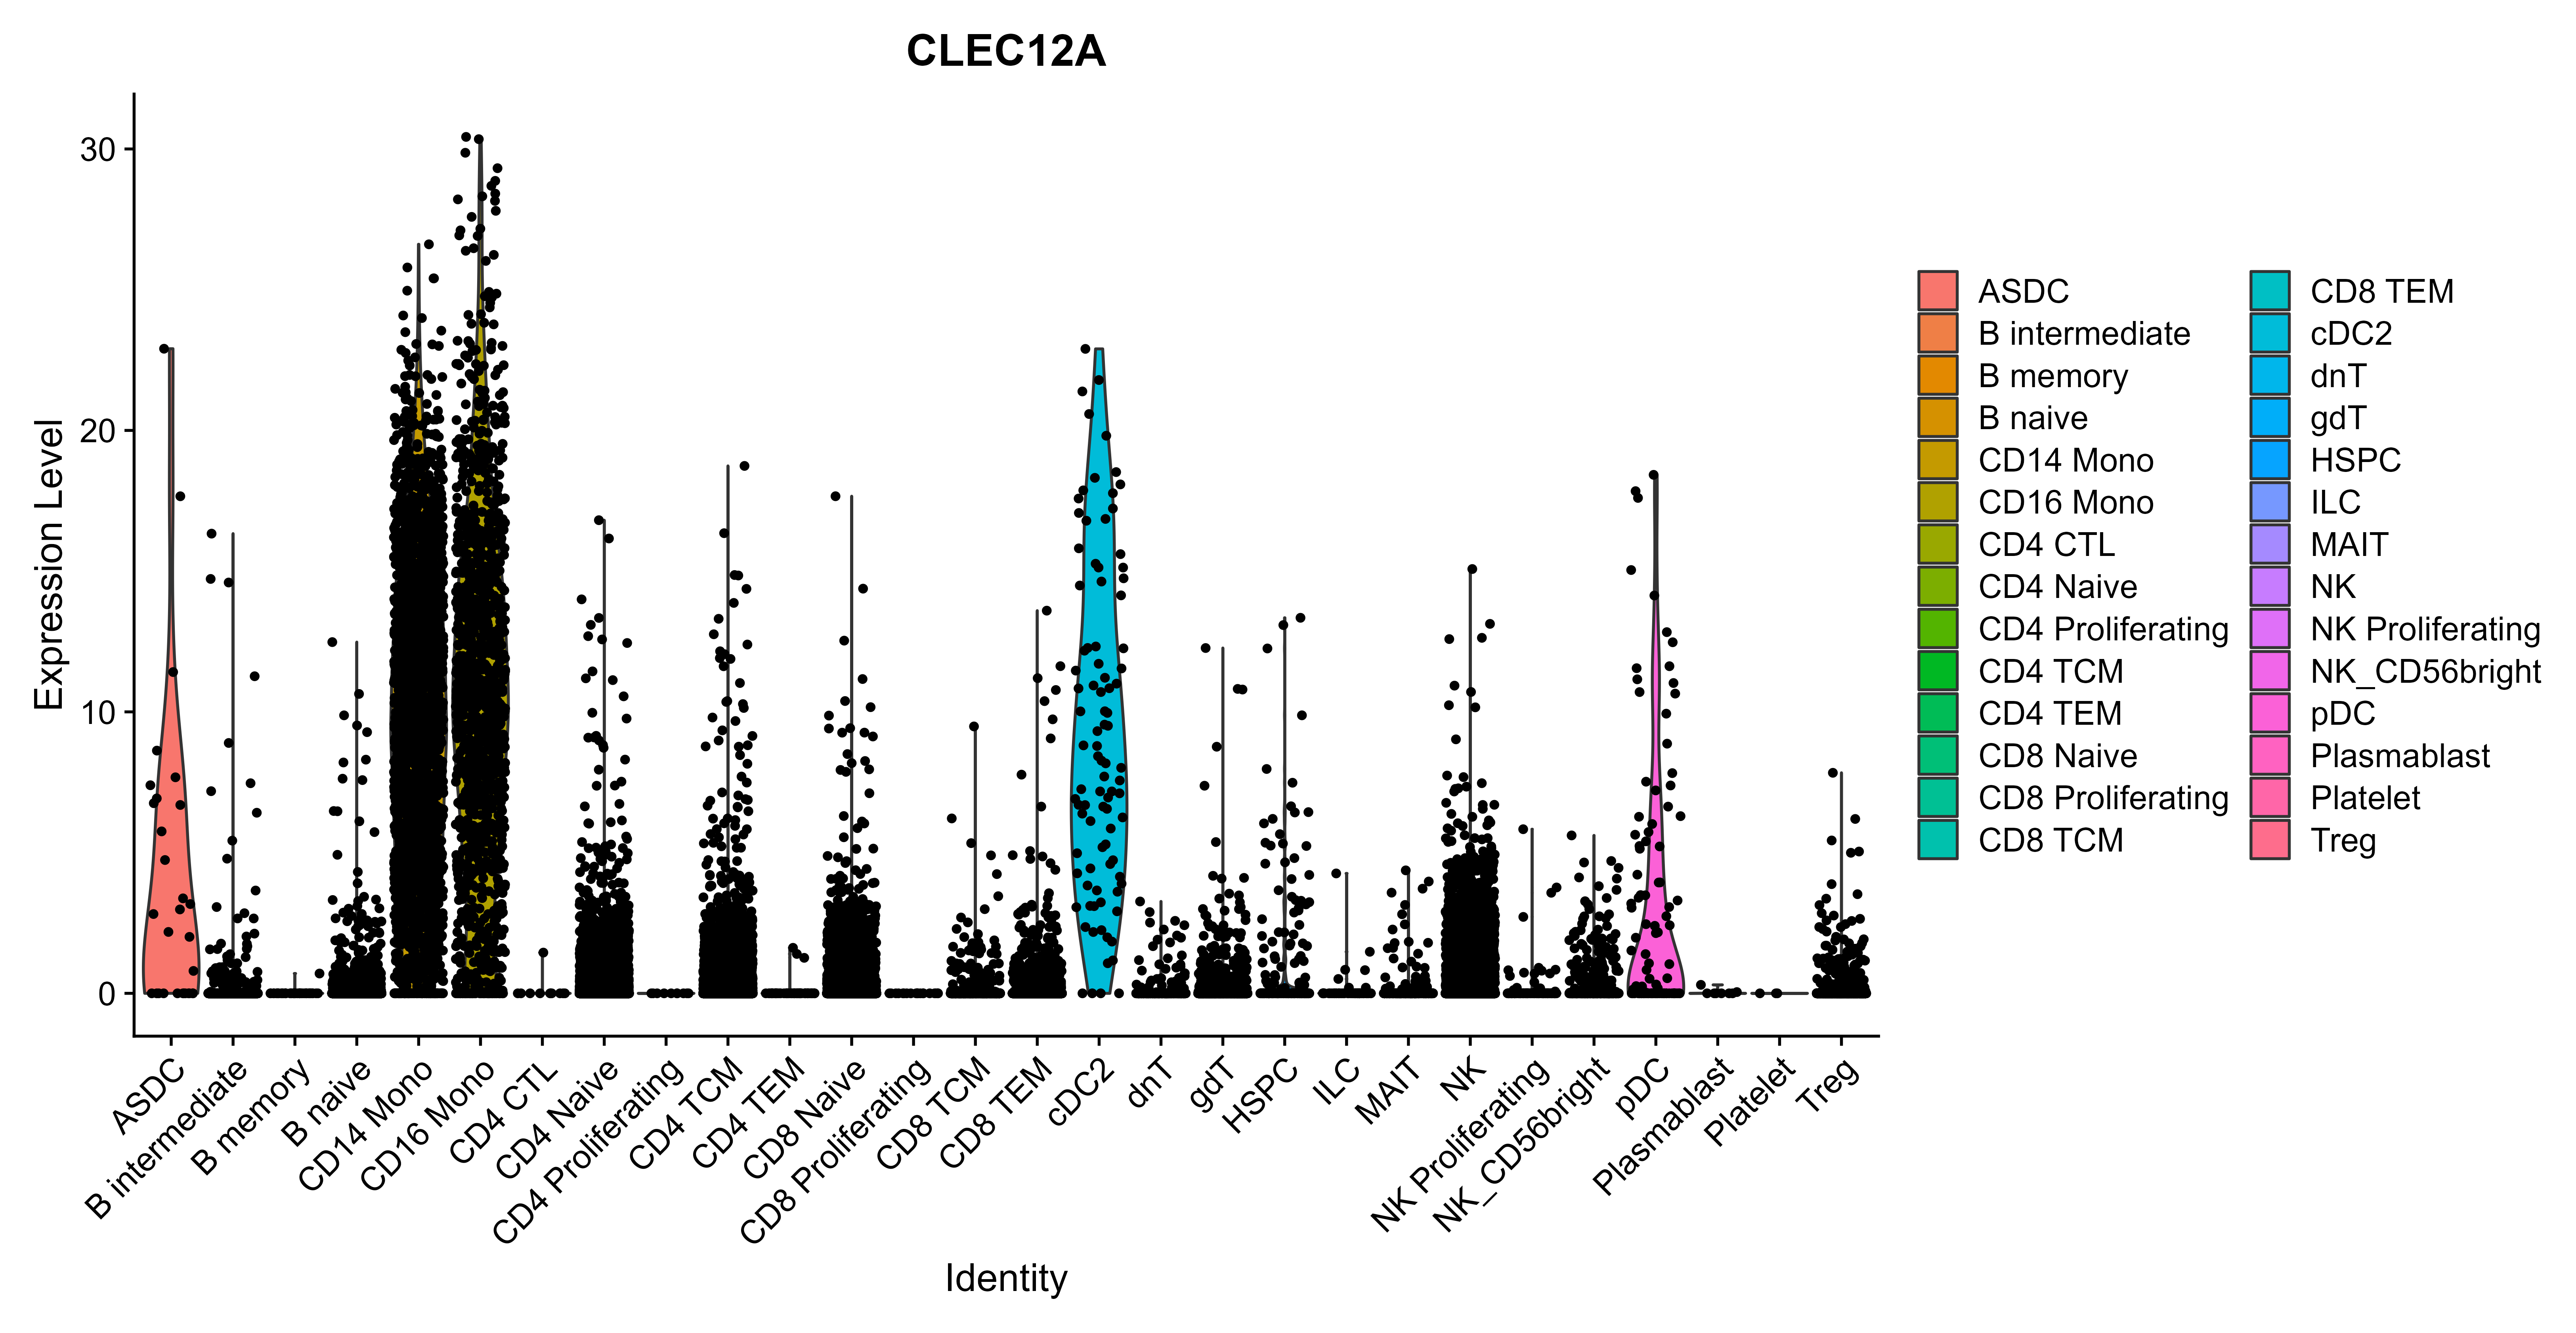 CLEC12A
Expression Level
30
20
10
0
ASDC
B intermediate
B memory
B naive
CD14 Mono
CD16 Mono
CD4 CTL
CD4 Naive
CD4 Proliferating
CD4 TCM
CD4 TEM
CD8 Naive
CD8 Proliferating
CD8 TCM
CD8 TEM
cDC2
dnT
gdT
HSPC
ILC
MAIT
NK
NK Proliferating
NK_CD56bright
pDC
Plasmablast
Platelet
Treg
Identity
ASDC
B intermediate
B memory
B naive
CD14 Mono
CD16 Mono
CD4 CTL
CD4 Naive
CD4 Proliferating
CD4 TCM
CD4 TEM
CD8 Naive
CD8 Proliferating
CD8 TCM
CD8 TEM
cDC2
dnT
gdT
HSPC
ILC
MAIT
NK
NK Proliferating
NK_CD56bright
pDC
Plasmablast
Platelet
Treg